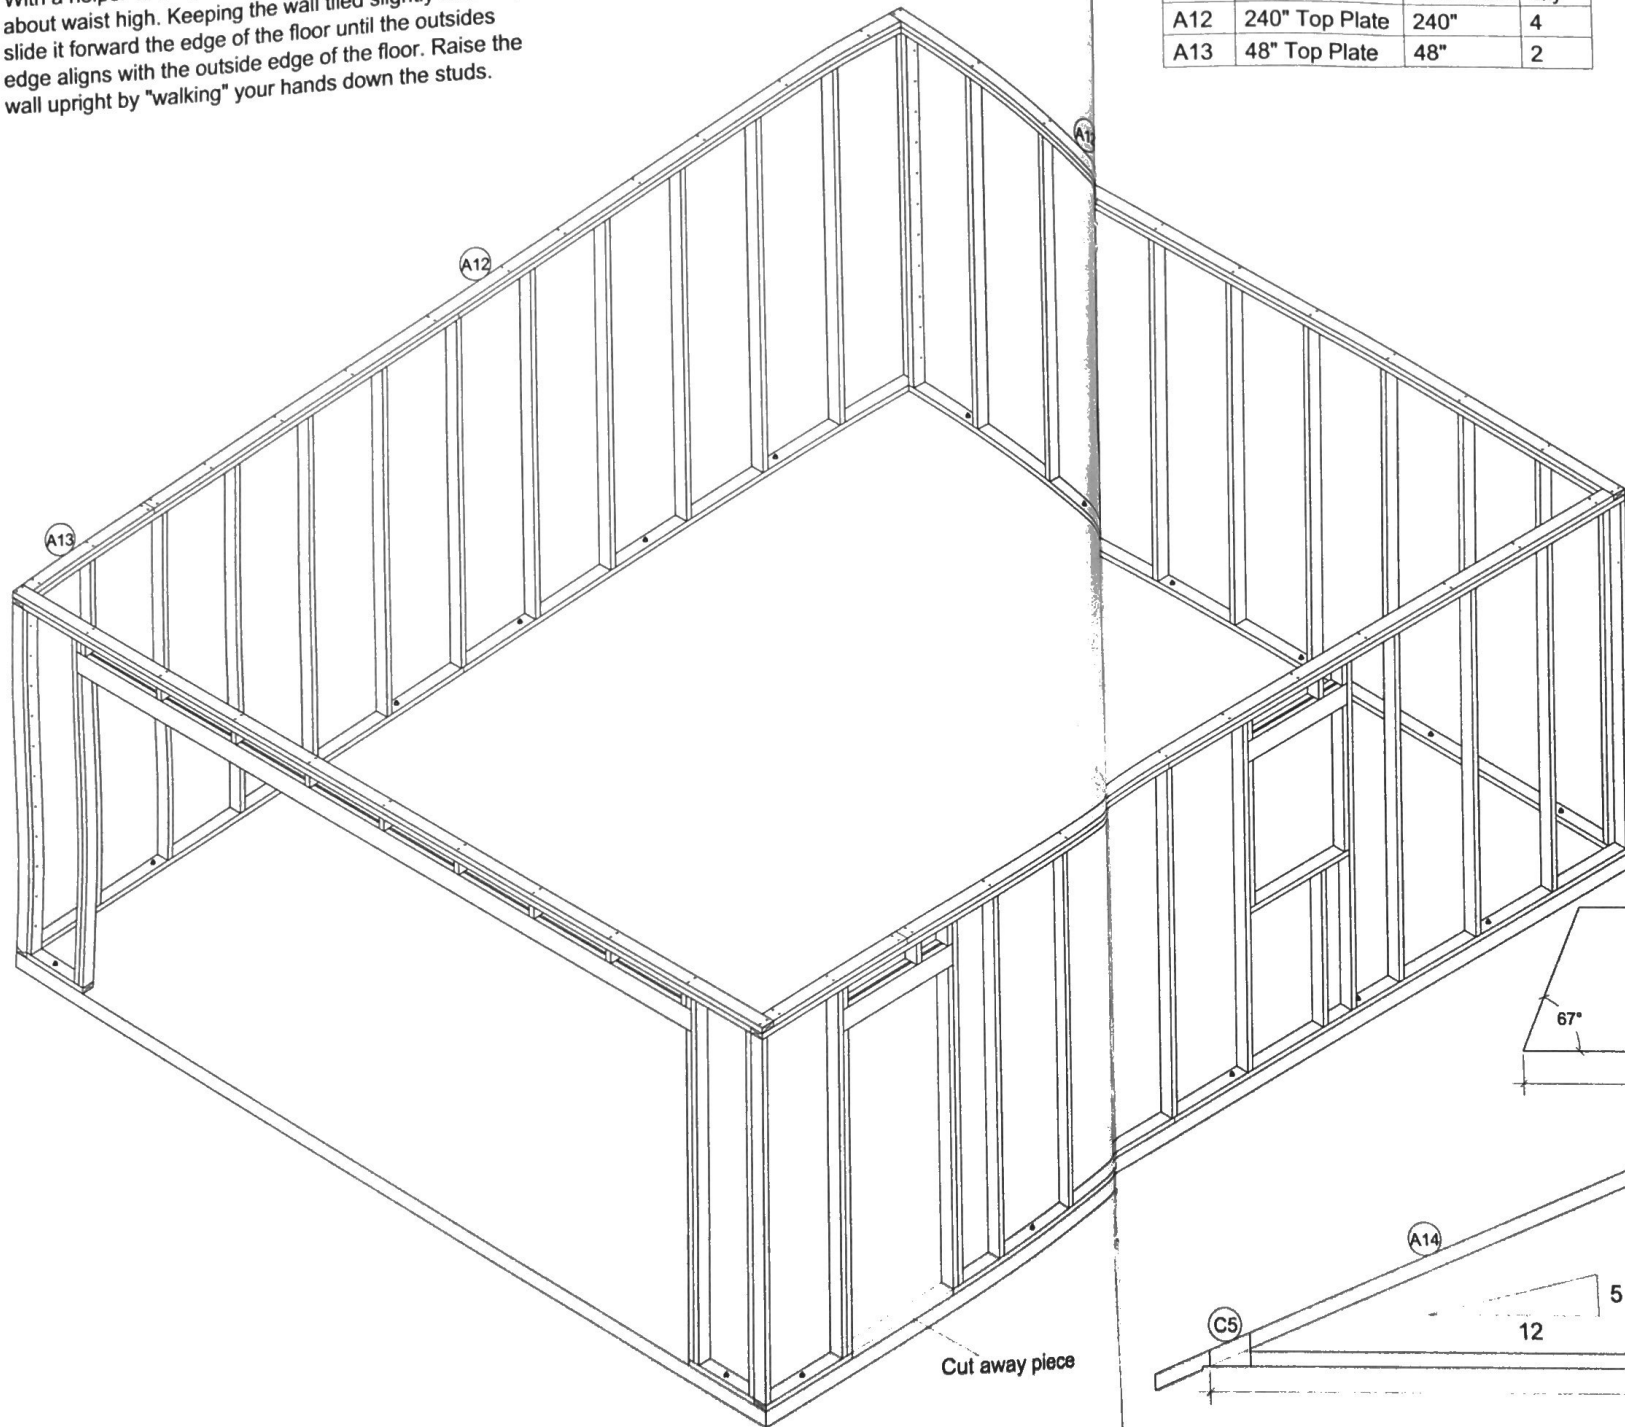 about waist high. Keeping the wall tiled slightly
slide it forward the edge of the floor until the outsides
edge aligns with the outside edge of the floor. Raise the
wall upright by "walking" your hands down the studs.
A12 240" Top Plate 240" 4
A13 48" Top Plate 48" 2
A12
A13
67°
A14
C5
5
12
Cut away piece